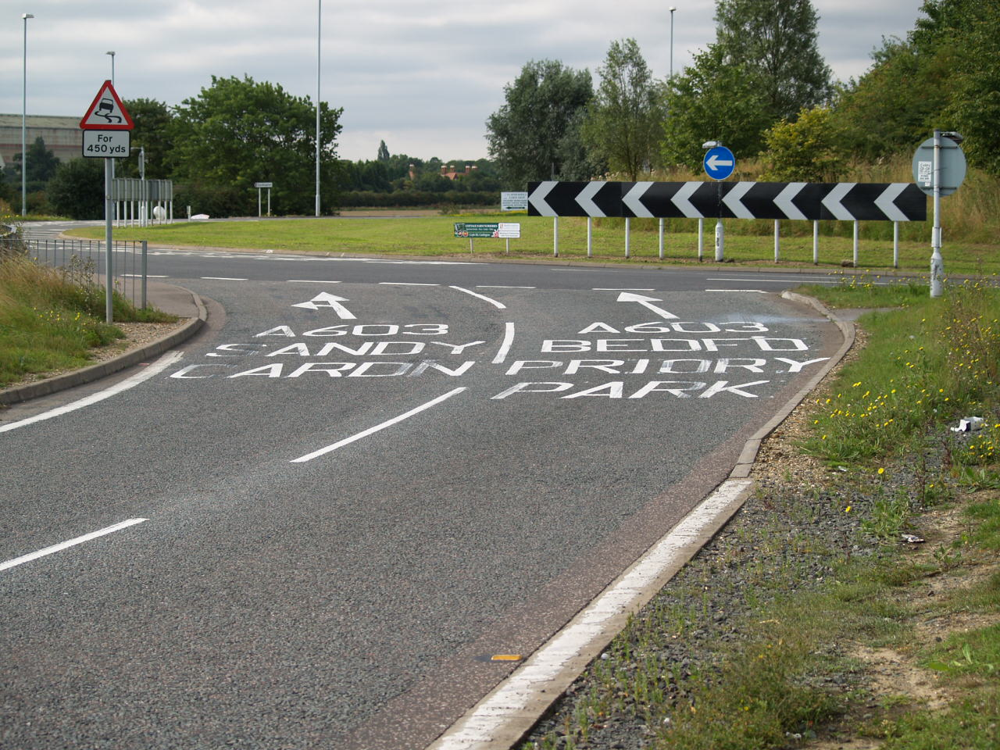 For
450 yds
A603
SANDY
CARDN
A603
BEDFD
PRIORY
PARK